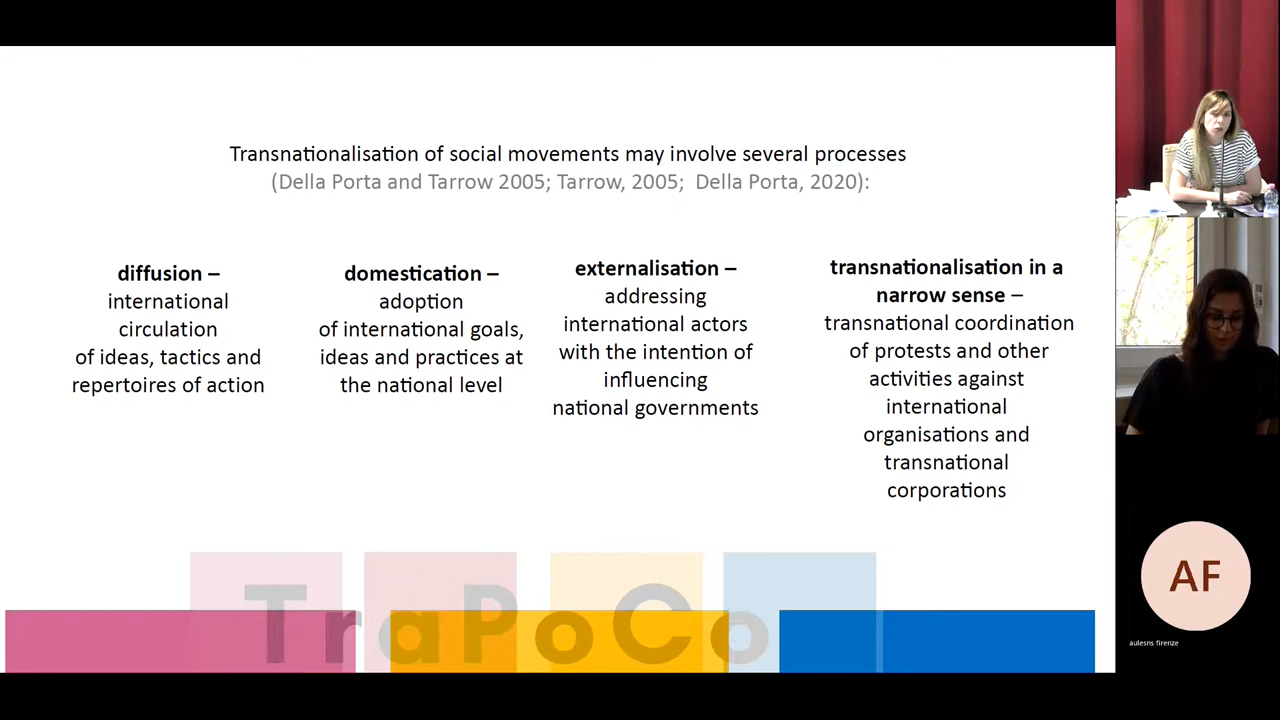 Transnationalisation of social movements may involve several processes
(Della Porta and Tarrow 2005; Tarrow, 2005; Della Porta, 2020):
diffusion –
international
circulation
of ideas, tactics and
repertoires of action
domestication –
adoption
of international goals,
ideas and practices at
the national level
externalisation –
addressing
international actors
with the intention of
influencing
national governments
transnationalisation in a
narrow sense –
transnational coordination
of protests and other
activities against
international
organisations and
transnational
corporations
TraPoCo
AF
aulesns firenze